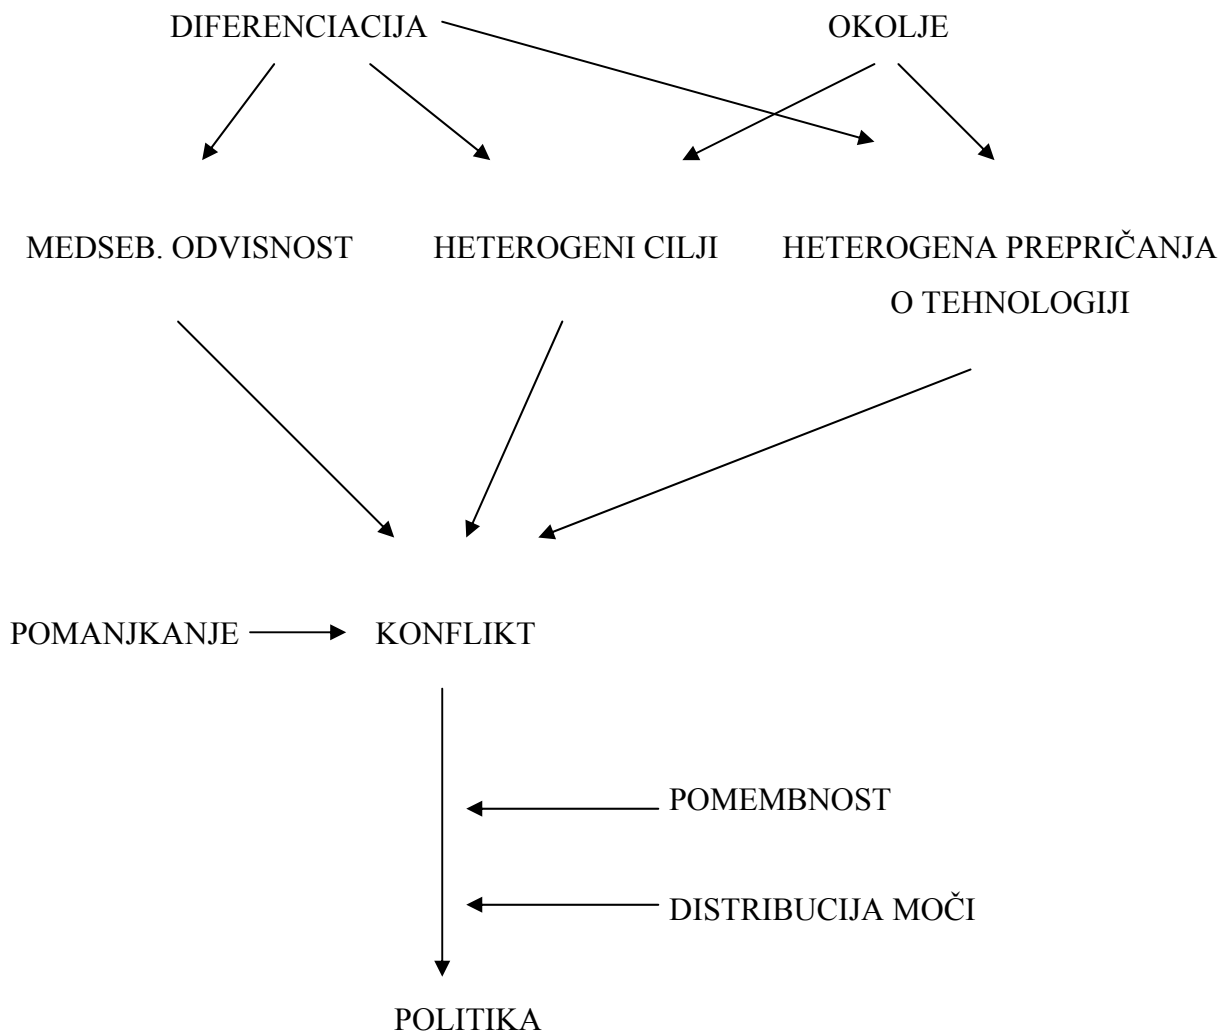 DIFERENCIACIJA
OKOLJE
MEDSEB. ODVISNOST
HETEROGENI CILJI
HETEROGENA PREPRIČANJA
O TEHNOLOGIJI
POMANJKANJE
KONFLIKT
POMEMBNOST
DISTRIBUCIJA MOČI
POLITIKA